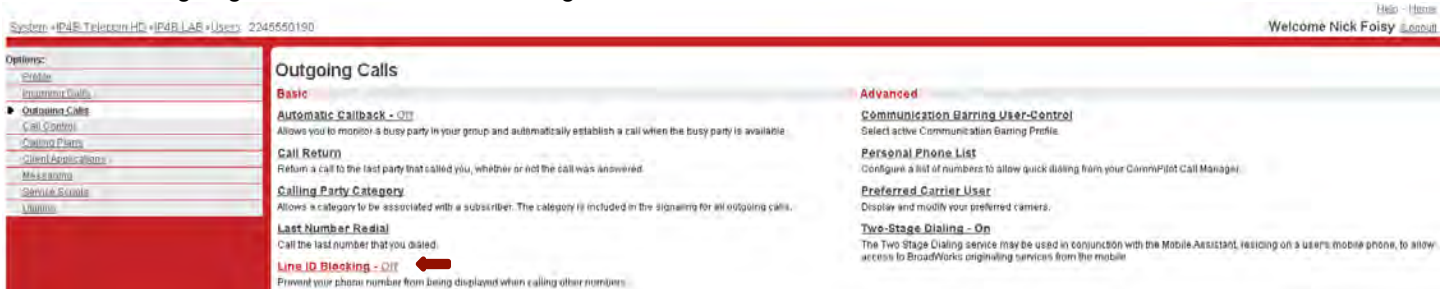 Help - Home
System >IP4B Telepian HD >IP4B LAB >Users 2245550190
Welcome Nick Foisy [Logout]
Options:
Profile
Incoming Calls
Outgoing Calls
Call Control
Calling Plans
Client Applications
Messaging
Service Scripts
Utilities
Outgoing Calls
Basic
Automatic Callback - Off
Allows you to monitor a busy party in your group and automatically establish a call when the busy party is available.
Call Return
Return a call to the last party that called you, whether or not the call was answered.
Calling Party Category
Allows a category to be associated with a subscriber. The category is included in the signaling for all outgoing calls.
Last Number Redial
Call the last number that you dialed.
Line ID Blocking - Off
Prevent your phone number from being displayed when calling other numbers.
Advanced
Communication Barring User-Control
Select active Communication Barring Profile.
Personal Phone List
Configure a list of numbers to allow quick dialing from your CommPilot Call Manager.
Preferred Carrier User
Display and modify your preferred carriers.
Two-Stage Dialing - On
The Two Stage Dialing service may be used in conjunction with the Mobile Assistant, residing on a user's mobile phone, to allow
access to BroadWorks originating services from the mobile